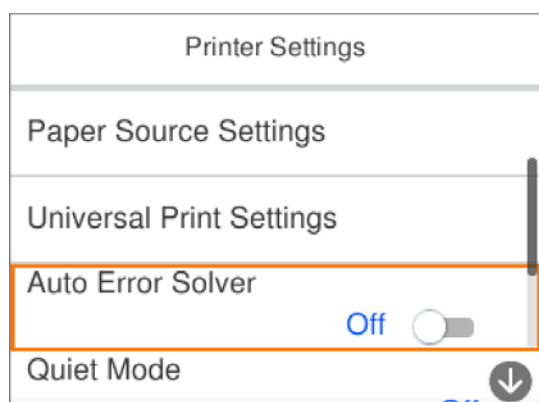 Printer Settings
Paper Source Settings
Universal Print Settings
Auto Error Solver
Off
Quiet Mode